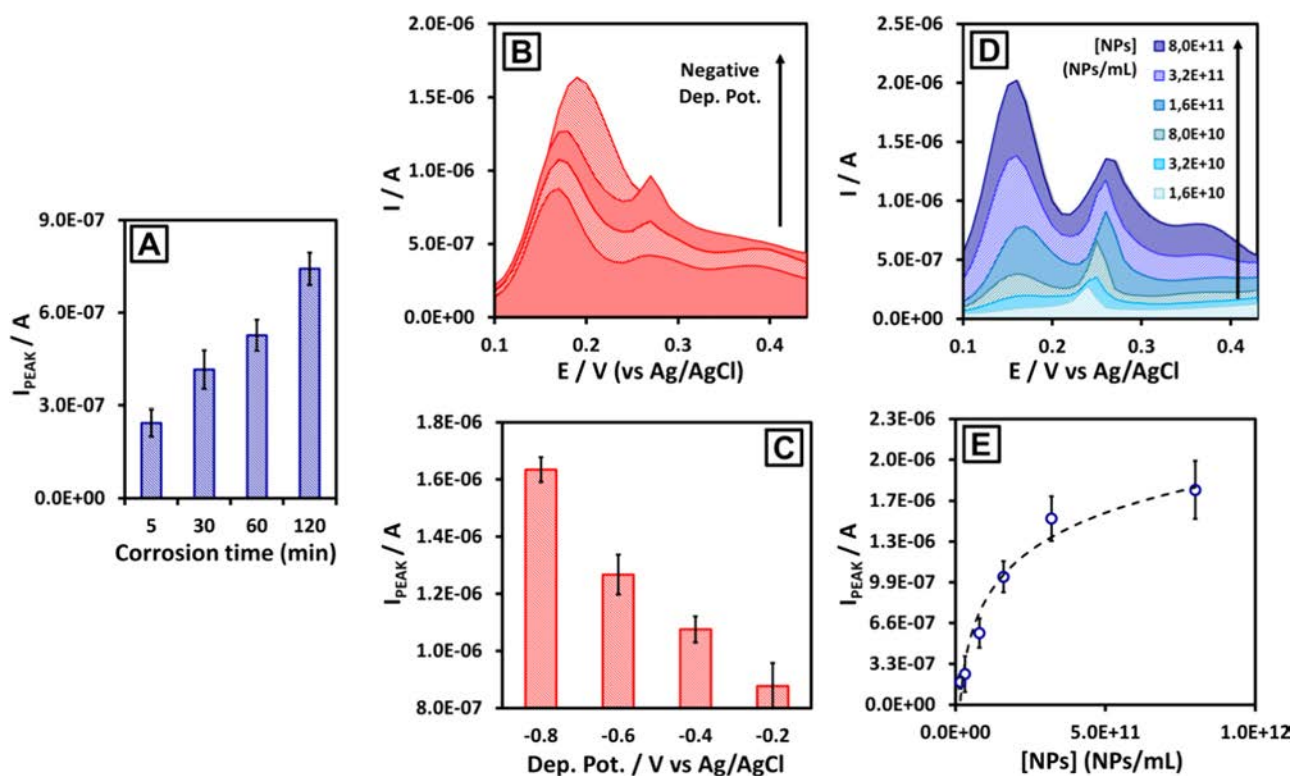 A
9.0E-07
6.0E-07
3.0E-07
0.0E+00
I PEAK / A
5 30 60 120
Corrosion time (min)
B
2.0E-06
1.5E-06
1.0E-06
5.0E-07
0.0E+00
I / A
Negative
Dep. Pot.
0.1 0.2 0.3 0.4
E / V (vs Ag/AgCl)
C
1.8E-06
1.6E-06
1.4E-06
1.2E-06
1.0E-06
8.0E-07
I PEAK / A
-0.8 -0.6 -0.4 -0.2
Dep. Pot. / V vs Ag/AgCl
D
2.5E-06
2.0E-06
1.5E-06
1.0E-06
5.0E-07
0.0E+00
I / A
[NPs]
(NPs/mL)
8,0E+11
3,2E+11
1,6E+11
8,0E+10
3,2E+10
1,6E+10
0.1 0.2 0.3 0.4
E / V vs Ag/AgCl
E
2.3E-06
2.0E-06
1.7E-06
1.3E-06
9.9E-07
6.6E-07
3.3E-07
0.0E+00
I PEAK / A
0.0E+00 5.0E+11 1.0E+12
[NPs] (NPs/mL)